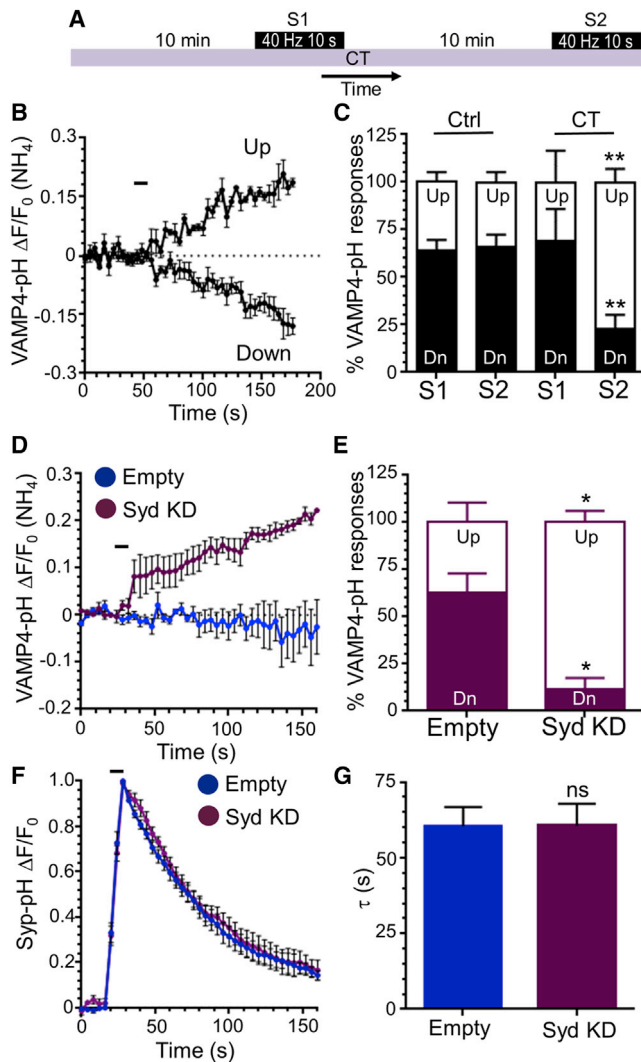 A
S1
S2
10 min
40 Hz 10 s
10 min
40 Hz 10 s
CT
Time
B
VAMP4-pH ΔF/F0 (NH4)
0.3
0.15
0
-0.15
-0.3
Up
Down
0 50 100 150 200
Time (s)
C
% VAMP4-pH responses
125
100
75
50
25
0
Ctrl
CT
**
Up
Up
Up
Up
**
Dn
Dn
Dn
Dn
S1 S2 S1 S2
D
VAMP4-pH ΔF/F0 (NH4)
0.3
0.2
0.1
0
-0.1
-0.2
Empty
Syd KD
0 50 100 150
Time (s)
E
% VAMP4-pH responses
125
100
75
50
25
0
*
Up
Up
*
Dn
Dn
Empty Syd KD
F
Syp-pH ΔF/F0
1.0
0.8
0.6
0.4
0.2
0
Empty
Syd KD
0 50 100 150
Time (s)
G
τ (s)
75
50
25
0
ns
Empty Syd KD